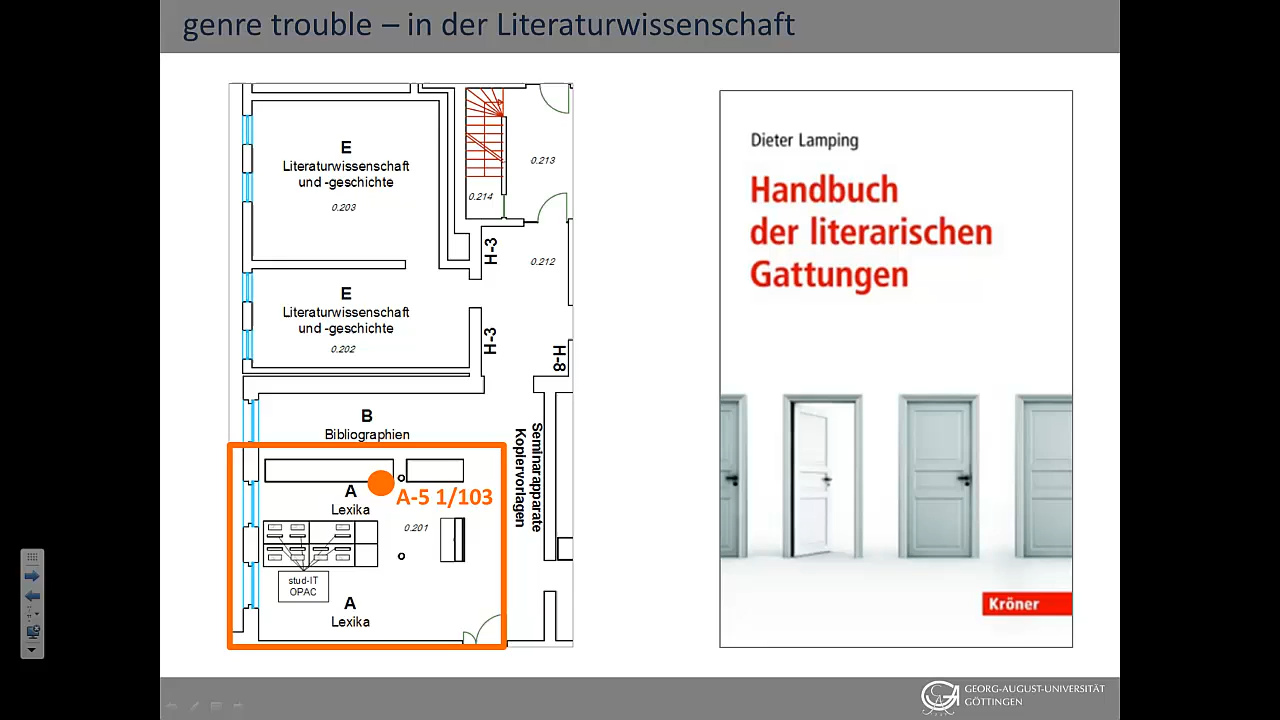 genre trouble – in der Literaturwissenschaft
E
Literaturwissenschaft
und -geschichte
0.203
0.213
0.214
H-3
0.212
E
Literaturwissenschaft
und -geschichte
0.202
H-3
H-8
B
Bibliographien
Seminarapparate
Kopiervorlagen
A
Lexika
A-5 1/103
0.201
stud-IT
OPAC
A
Lexika
Dieter Lamping
Handbuch
der literarischen
Gattungen
Kröner
GEORG-AUGUST-UNIVERSITÄT
GÖTTINGEN